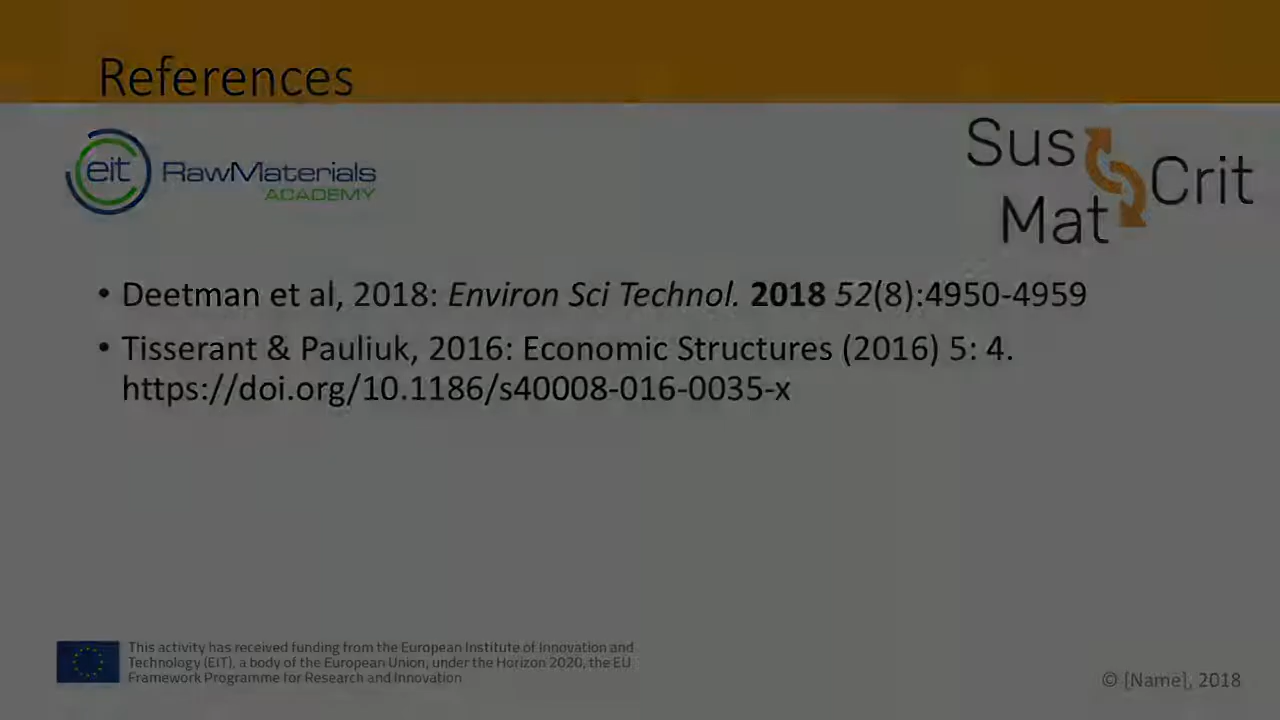 References
eit RawMaterials
ACADEMY
Sus
Crit
Mat
• Deetman et al, 2018: Environ Sci Technol. 2018 52(8):4950-4959
• Tisserant & Pauliuk, 2016: Economic Structures (2016) 5: 4.
https://doi.org/10.1186/s40008-016-0035-x
This activity has received funding from the European Institute of Innovation and
Technology (EIT), a body of the European Union, under the Horizon 2020, the EU
Framework Programme for Research and Innovation
© [Name], 2018